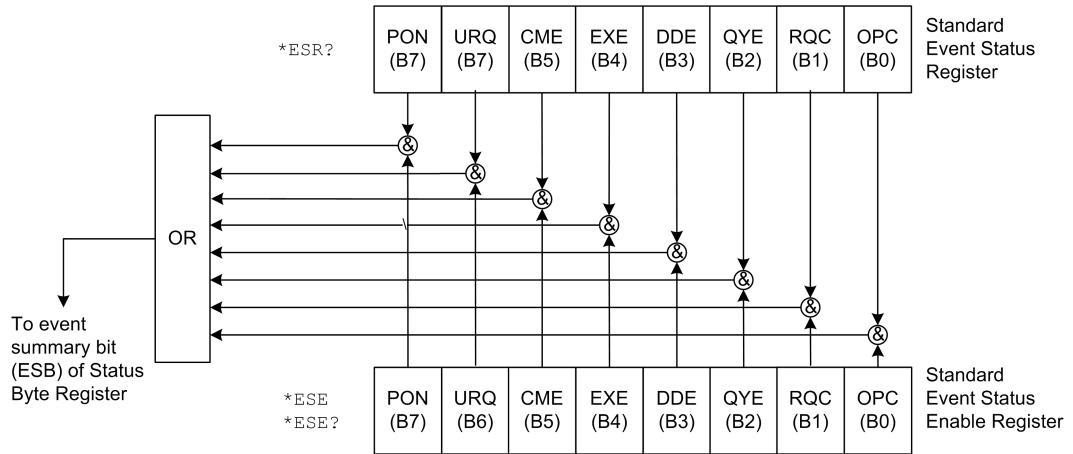 *ESR?
PON URQ CME EXE DDE QYE RQC OPC
(B7) (B7) (B5) (B4) (B3) (B2) (B1) (B0)
Standard
Event Status
Register
&
&
&
&
&
&
&
&
OR
To event
summary bit
(ESB) of Status
Byte Register
*ESE
*ESE?
PON URQ CME EXE DDE QYE RQC OPC
(B7) (B6) (B5) (B4) (B3) (B2) (B1) (B0)
Standard
Event Status
Enable Register